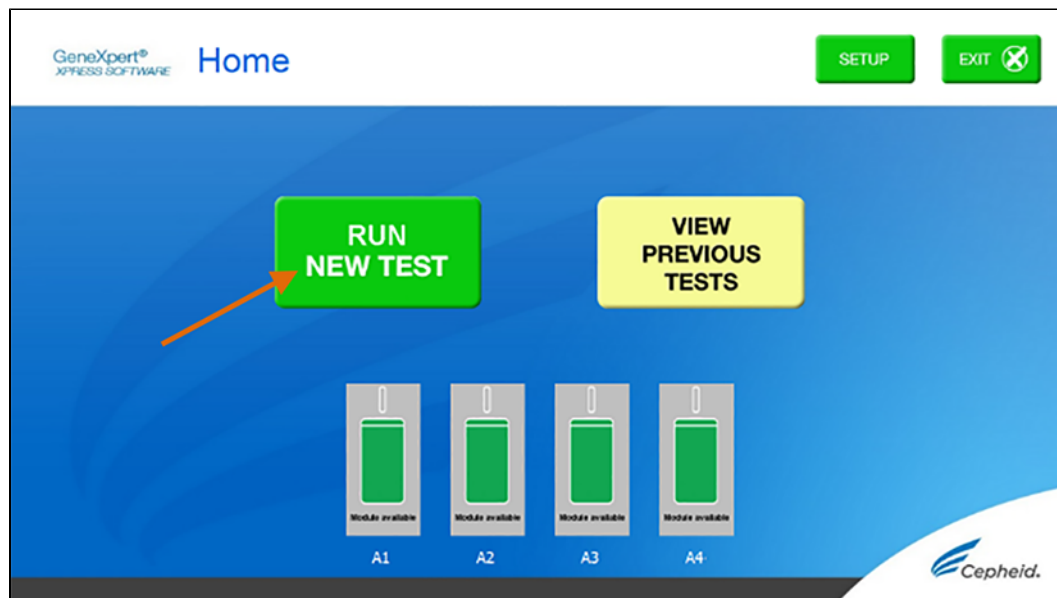 GeneXpert®
XPRESS SOFTWARE
Home
SETUP
EXIT
RUN
NEW TEST
VIEW
PREVIOUS
TESTS
Module available
Module available
Module available
Module available
A1
A2
A3
A4
Cepheid.